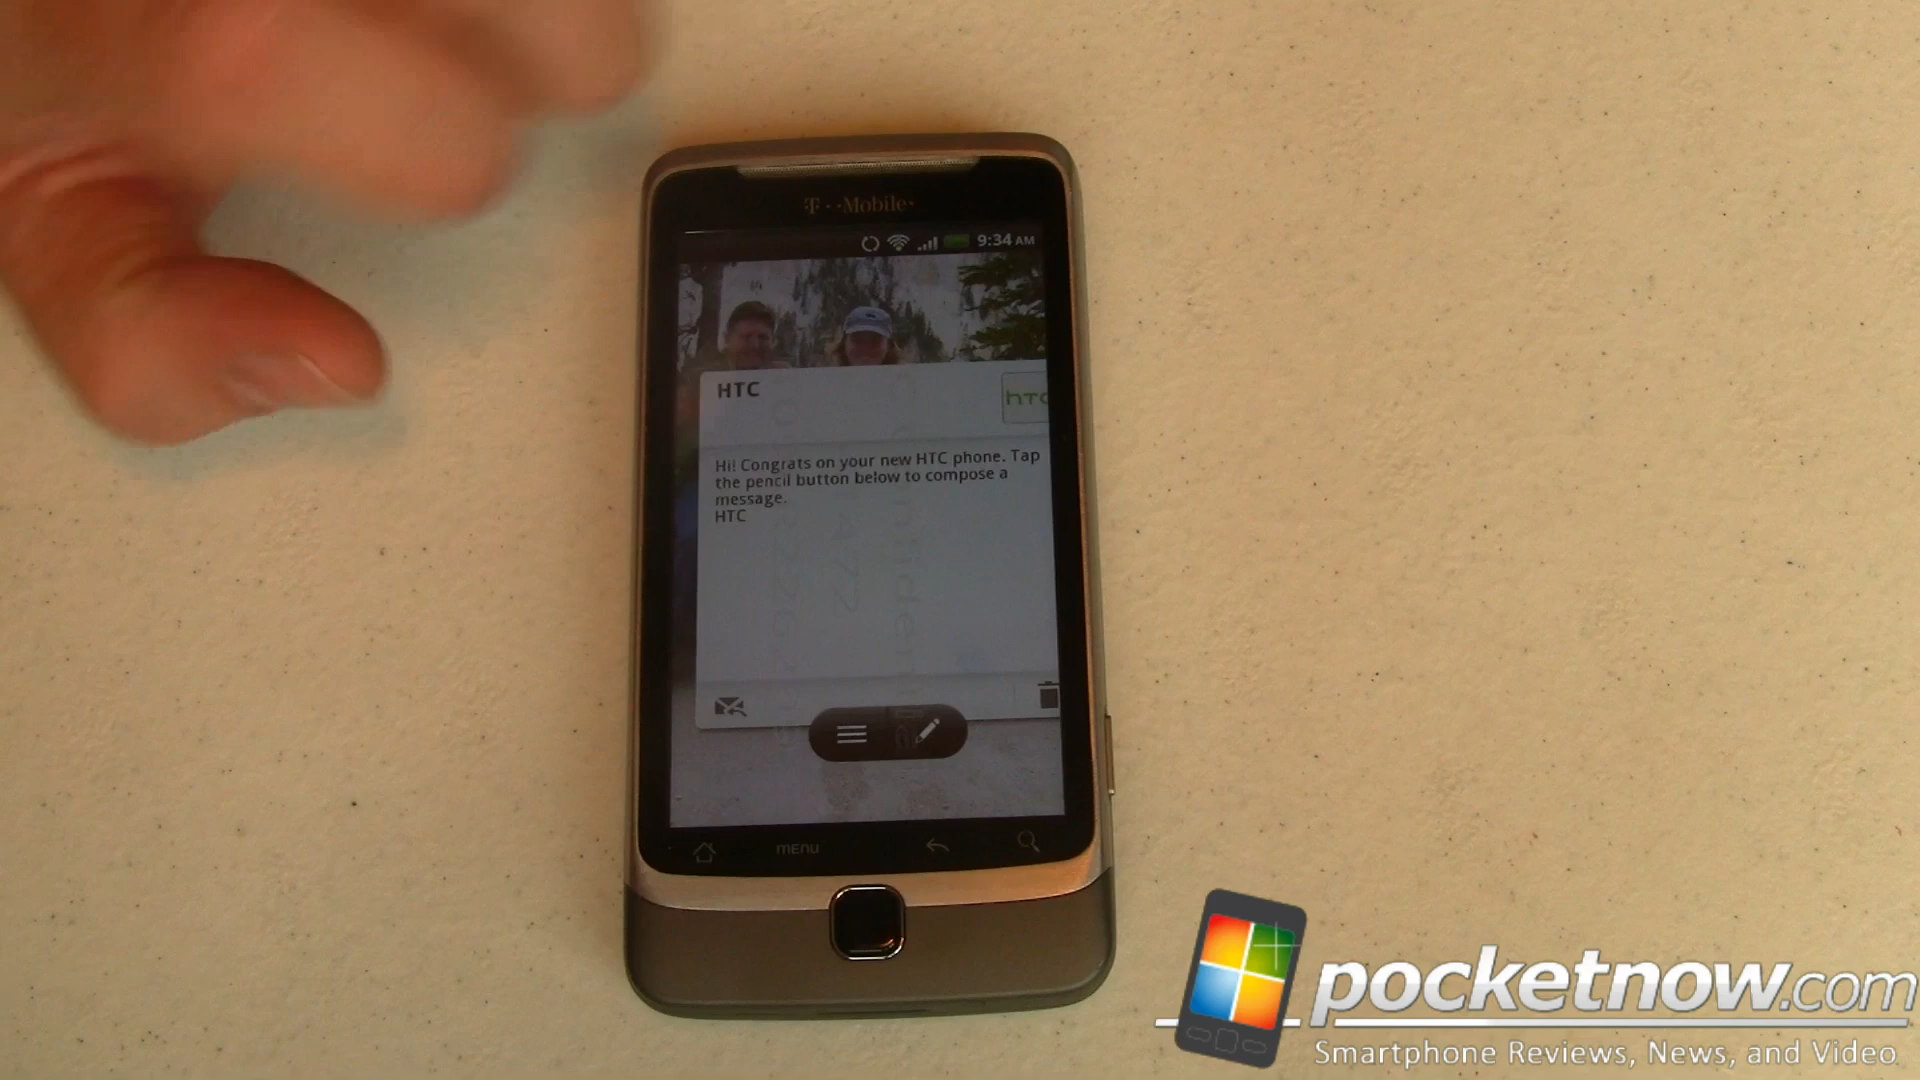 T··Mobile·
9:34 AM
HTC
hTC
Hi! Congrats on your new HTC phone. Tap
the pencil button below to compose a
message.
HTC
MENU
pocketnow.com
Smartphone Reviews, News, and Video